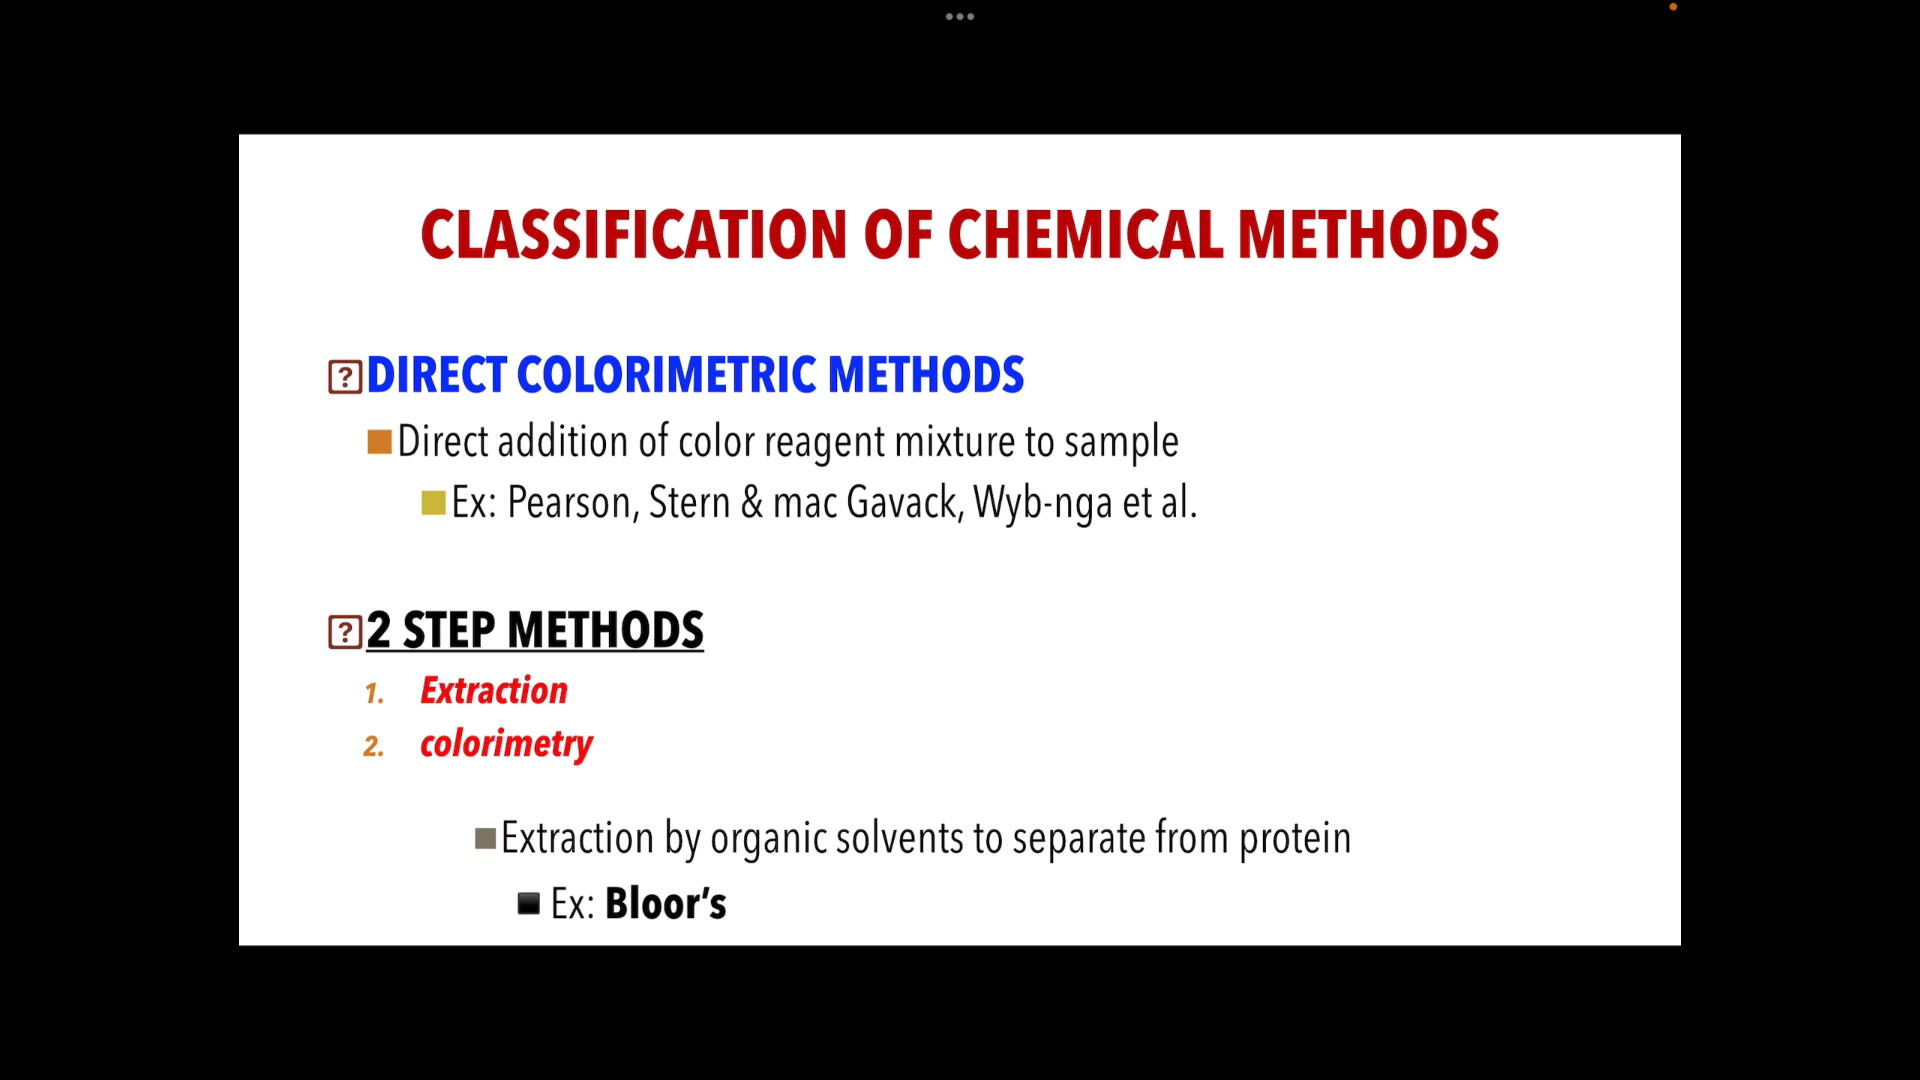 CLASSIFICATION OF CHEMICAL METHODS
DIRECT COLORIMETRIC METHODS
Direct addition of color reagent mixture to sample
Ex: Pearson, Stern & mac Gavack, Wyb-nga et al.
2 STEP METHODS
1. Extraction
2. colorimetry
Extraction by organic solvents to separate from protein
Ex: Bloor’s